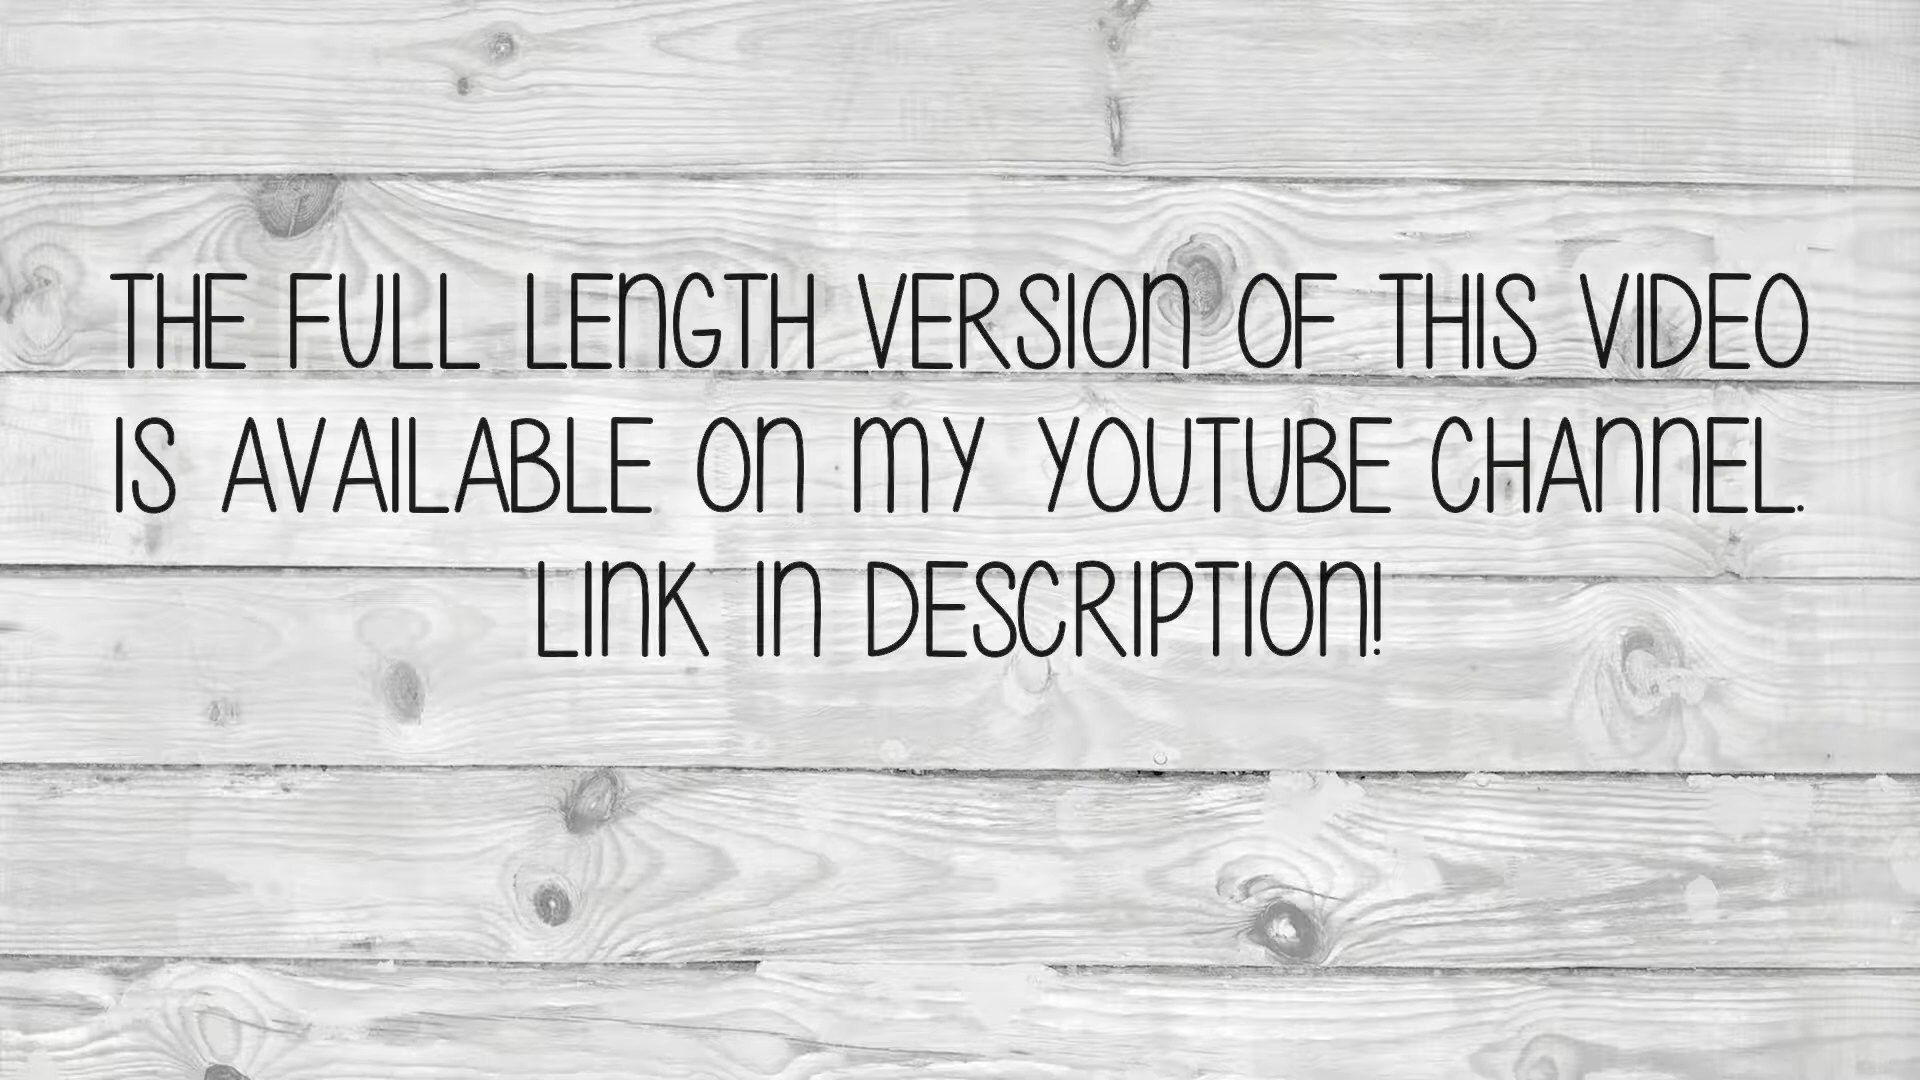 THE FULL LENGTH VERSION OF THIS VIDEO
IS AVAILABLE ON MY YOUTUBE CHANNEL.
LINK IN DESCRIPTION!